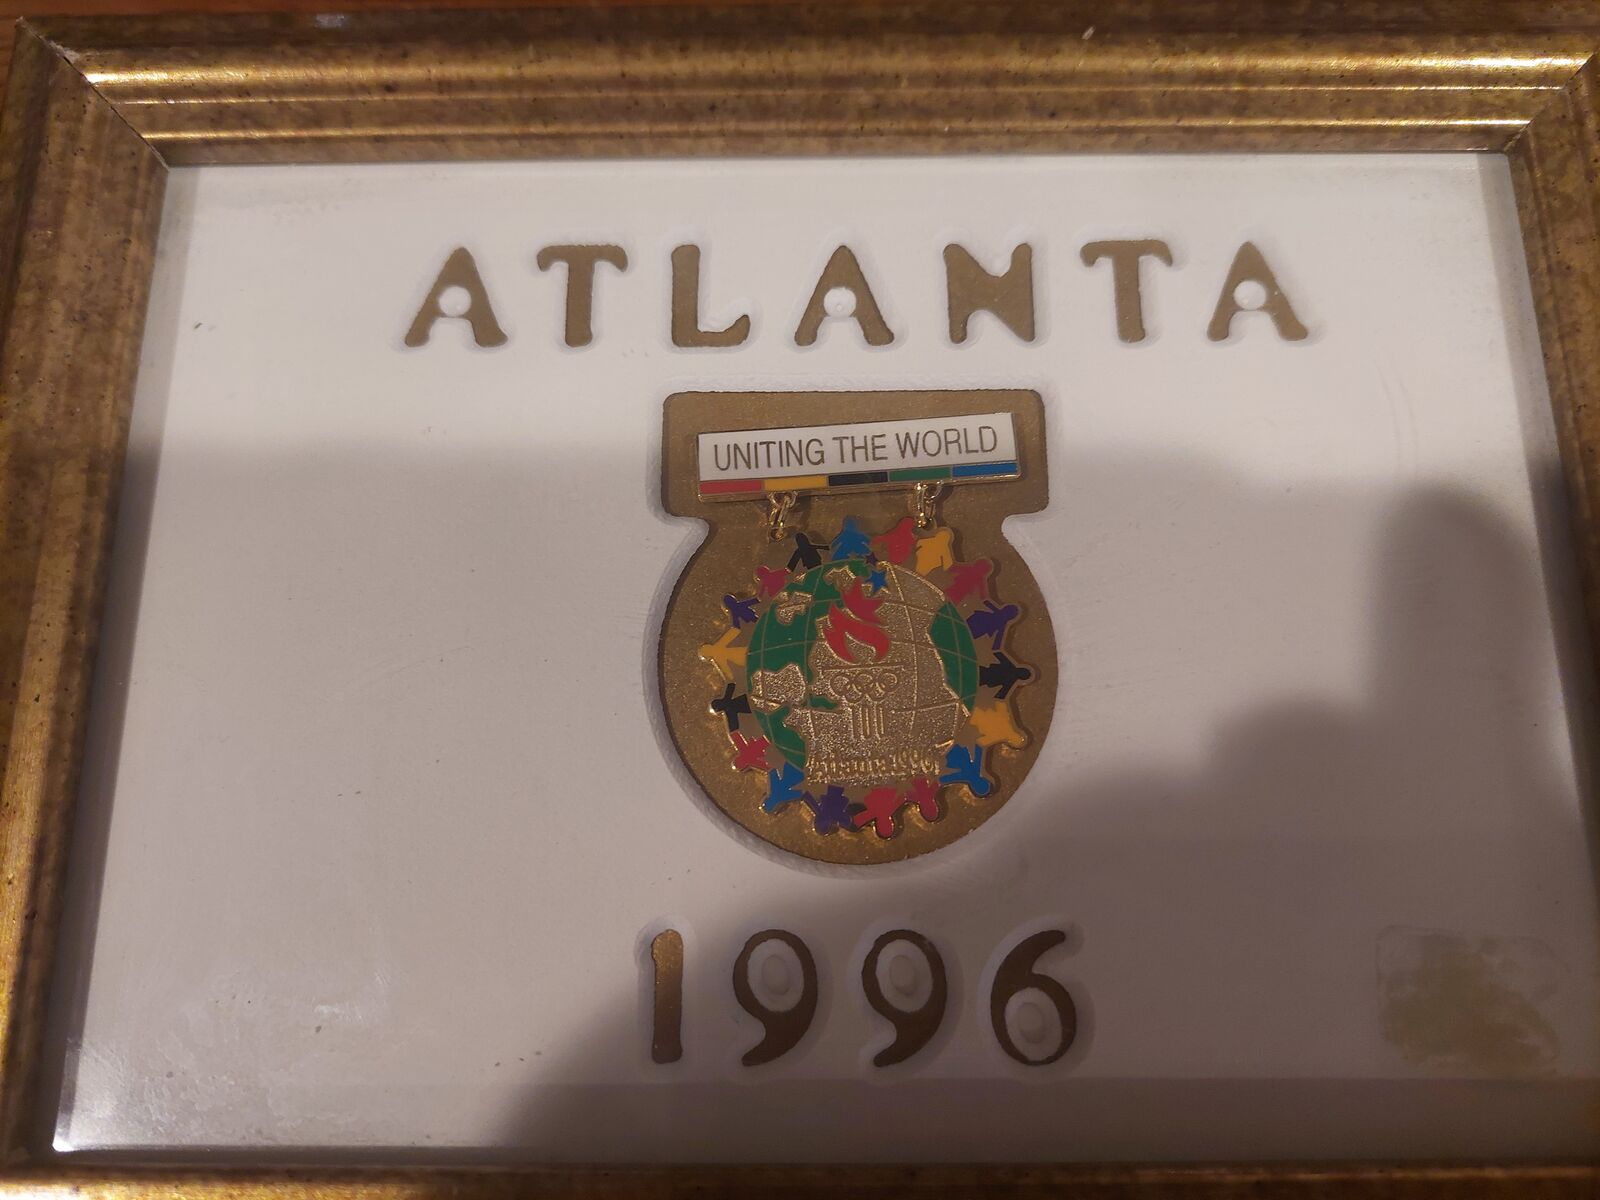 ATLANTA
UNITING THE WORLD
Atlanta 1996
1996